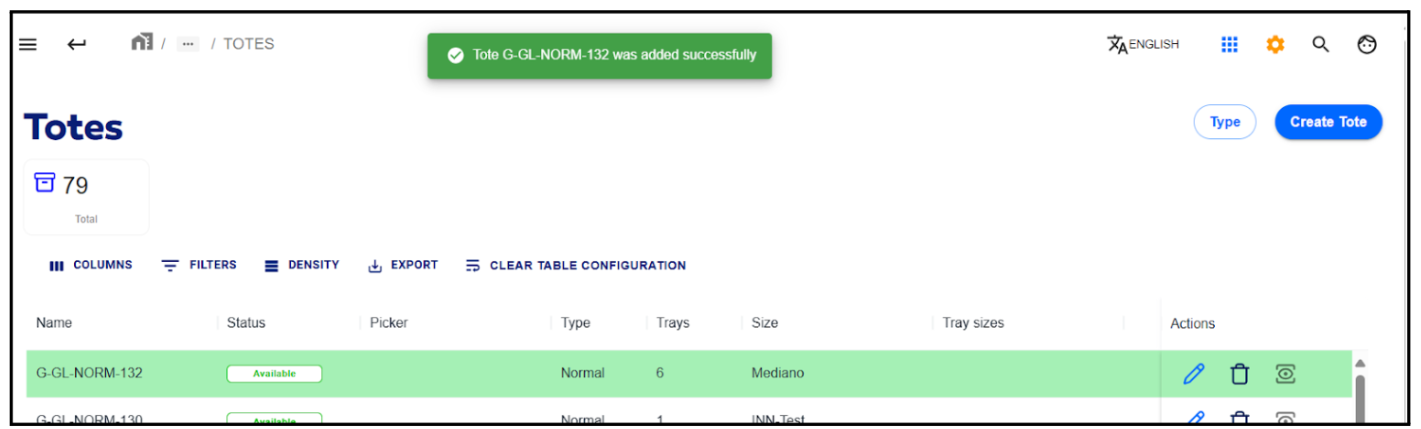 / ... / TOTES
Tote G-GL-NORM-132 was added successfully
ENGLISH
Totes
Type
Create Tote
79
Total
COLUMNS FILTERS DENSITY EXPORT CLEAR TABLE CONFIGURATION
Name Status Picker Type Trays Size Tray sizes Actions
G-GL-NORM-132 Available Normal 6 Mediano
G-GL-NORM-130 Available Normal 1 INN-Test